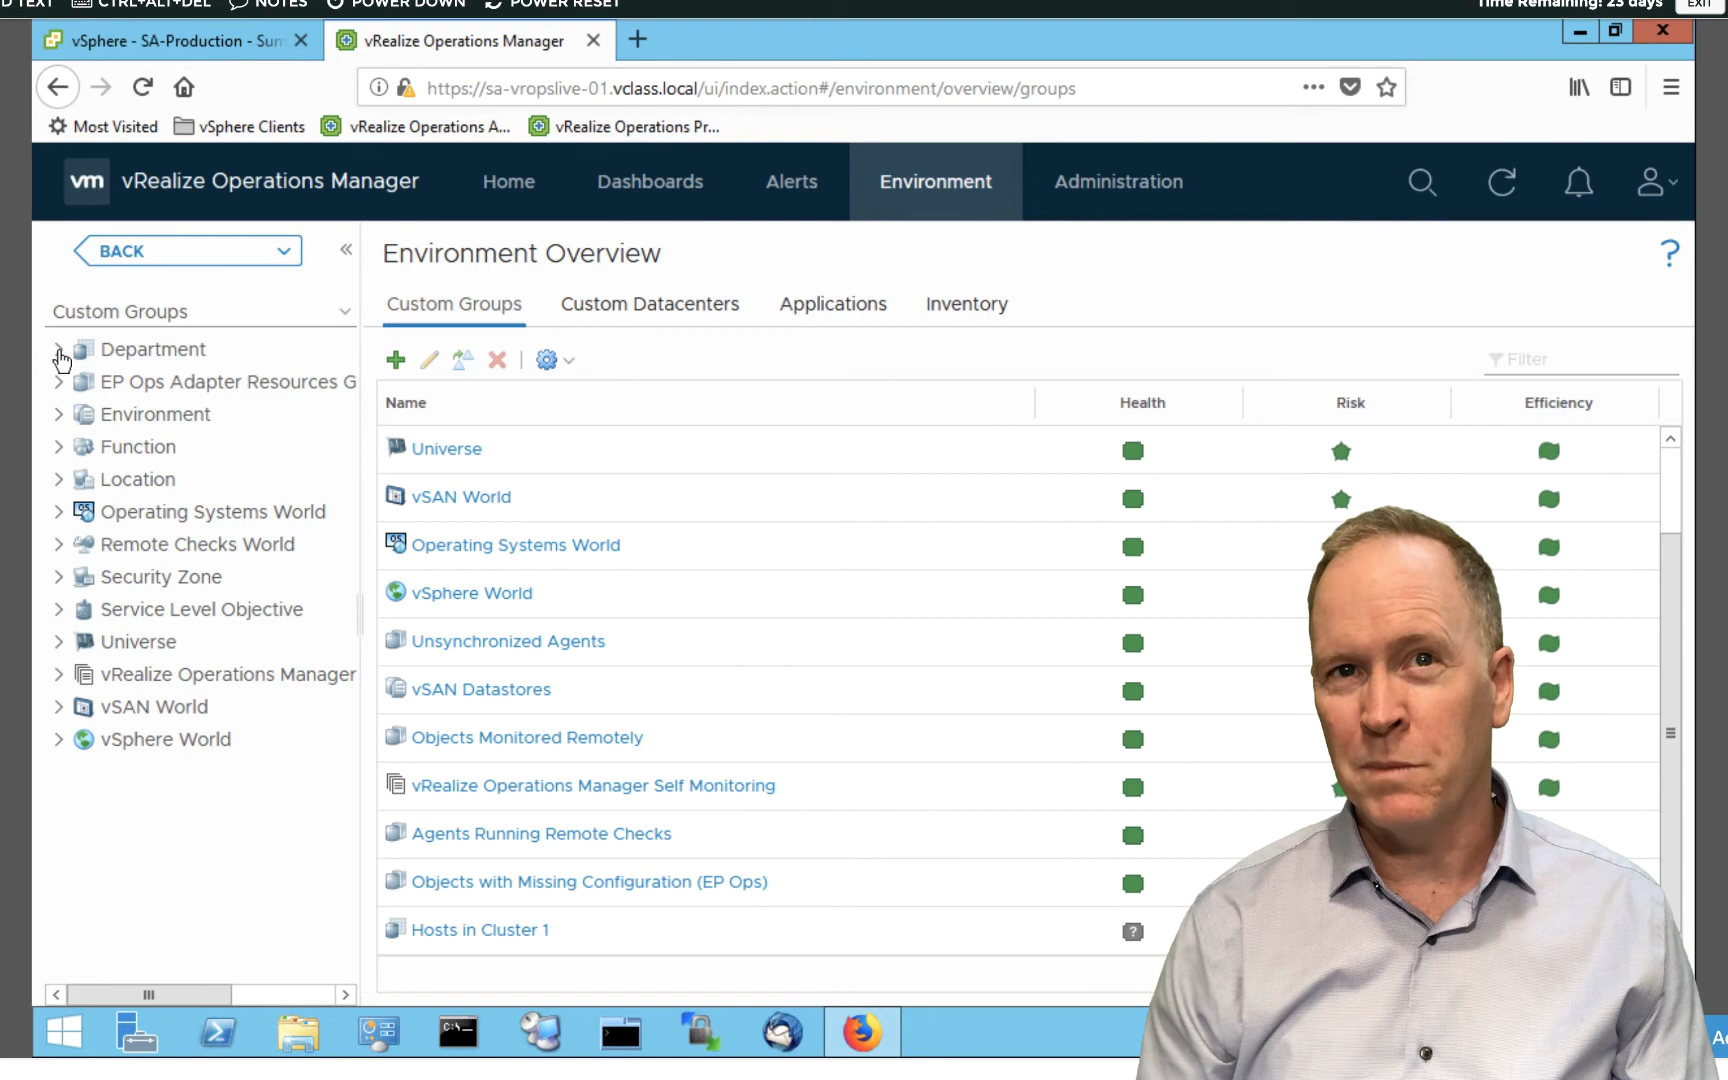 D TEXT CTRL+ALT+DEL NOTES POWER DOWN POWER RESET Time Remaining: 23 days EXIT
vSphere - SA-Production - Sum vRealize Operations Manager
https://sa-vropslive-01.vclass.local/ui/index.action#/environment/overview/groups
Most Visited vSphere Clients vRealize Operations A... vRealize Operations Pr...
vm vRealize Operations Manager Home Dashboards Alerts Environment Administration
BACK
Custom Groups
Department
EP Ops Adapter Resources G
Environment
Function
Location
Operating Systems World
Remote Checks World
Security Zone
Service Level Objective
Universe
vRealize Operations Manager
vSAN World
vSphere World
Environment Overview
?
Custom Groups Custom Datacenters Applications Inventory
Filter
Name Health Risk Efficiency
Universe
vSAN World
Operating Systems World
vSphere World
Unsynchronized Agents
vSAN Datastores
Objects Monitored Remotely
vRealize Operations Manager Self Monitoring
Agents Running Remote Checks
Objects with Missing Configuration (EP Ops)
Hosts in Cluster 1 ?